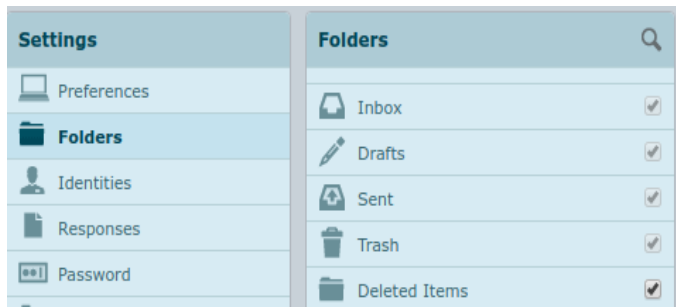 Settings
Preferences
Folders
Identities
Responses
Password
Folders
Inbox
Drafts
Sent
Trash
Deleted Items